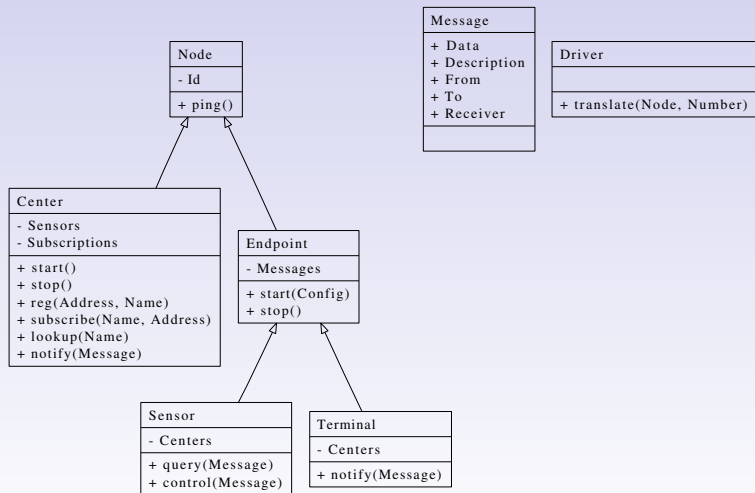 Node
- Id
+ ping()
Message
+ Data
+ Description
+ From
+ To
+ Receiver
Driver
+ translate(Node, Number)
Center
- Sensors
- Subscriptions
+ start()
+ stop()
+ reg(Address, Name)
+ subscribe(Name, Address)
+ lookup(Name)
+ notify(Message)
Endpoint
- Messages
+ start(Config)
+ stop()
Sensor
- Centers
+ query(Message)
+ control(Message)
Terminal
- Centers
+ notify(Message)